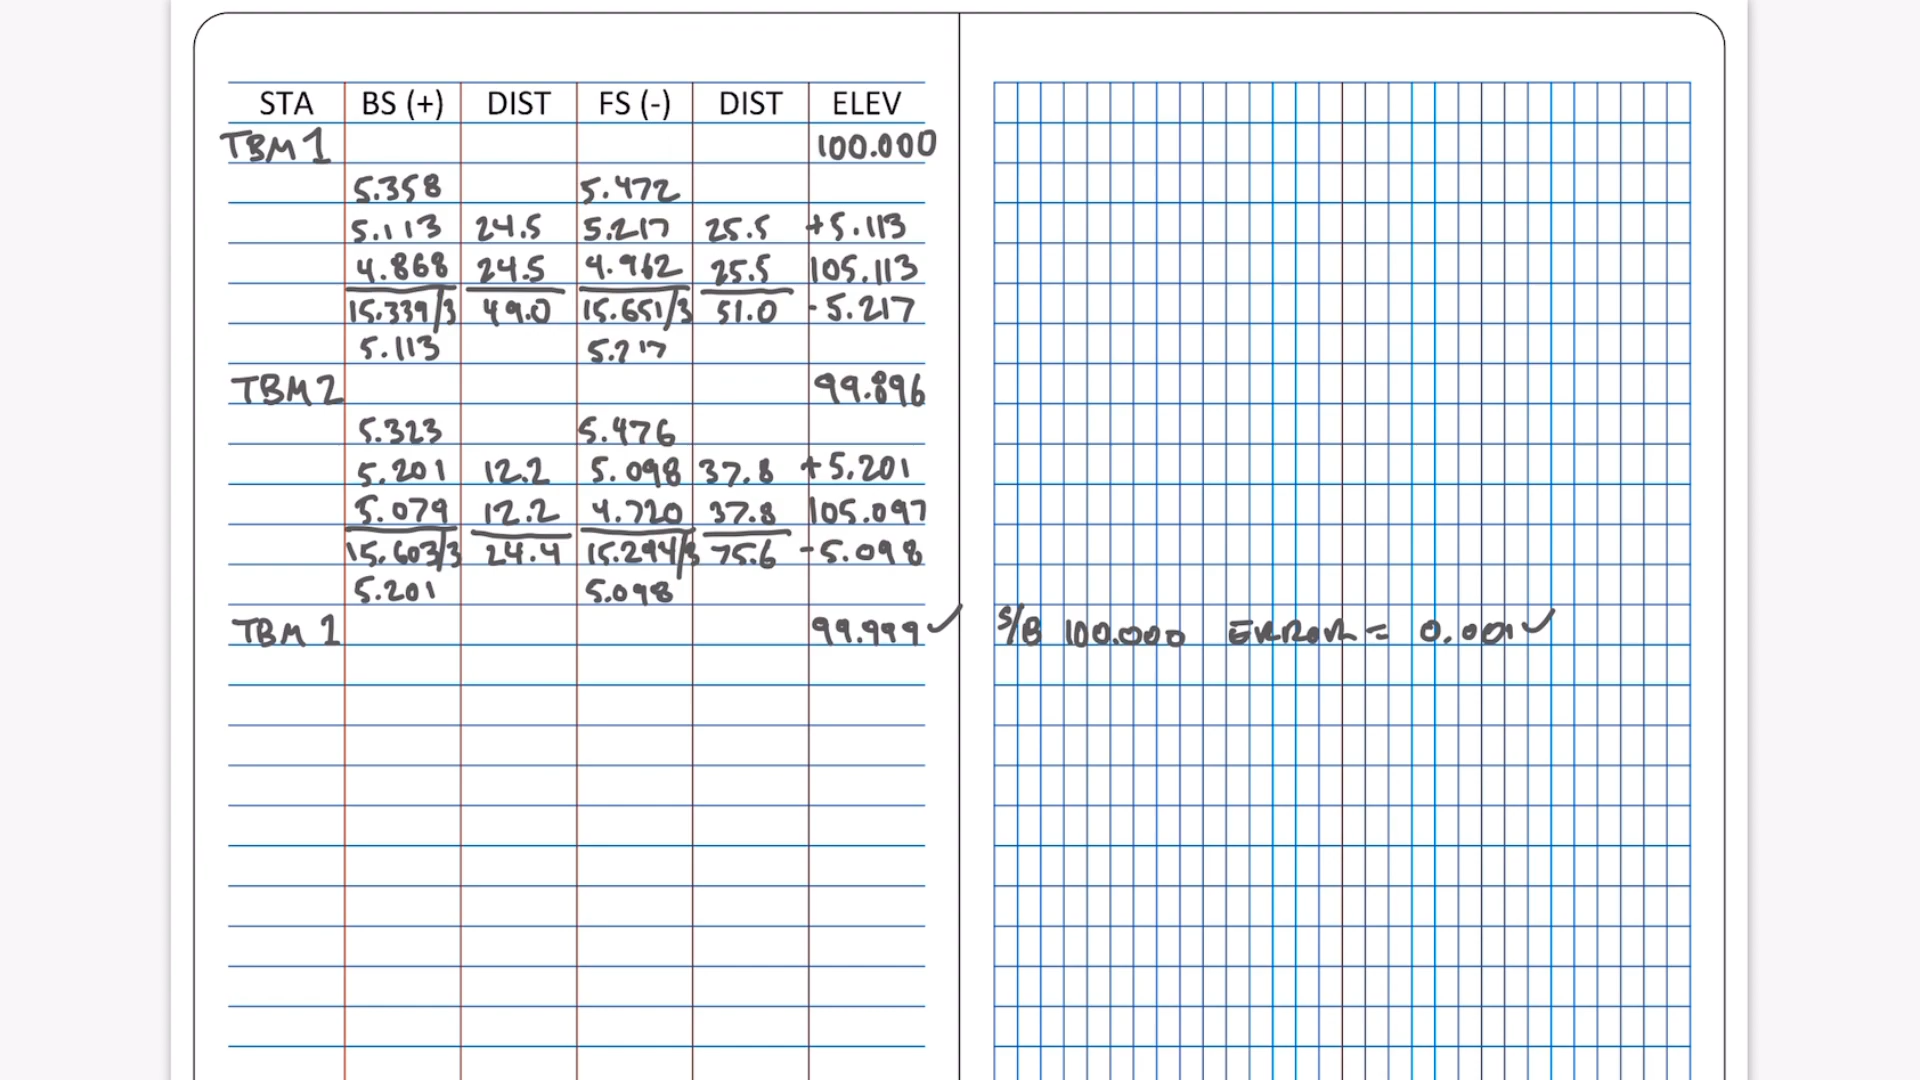 STA BS (+) DIST FS (-) DIST ELEV
TBM 1 100.000
5.358 5.472
5.113 24.5 5.217 25.5 +5.113
4.868 24.5 4.962 25.5 105.113
15.339/3 49.0 15.651/3 51.0 -5.217
5.113 5.217
TBM 2 99.896
5.323 5.476
5.201 12.2 5.098 37.8 +5.201
5.079 12.2 4.720 37.8 105.097
15.603/3 24.4 15.294/3 75.6 -5.098
5.201 5.098
TBM 1 99.999✓ S/B 100.000 ERROR = 0.001✓